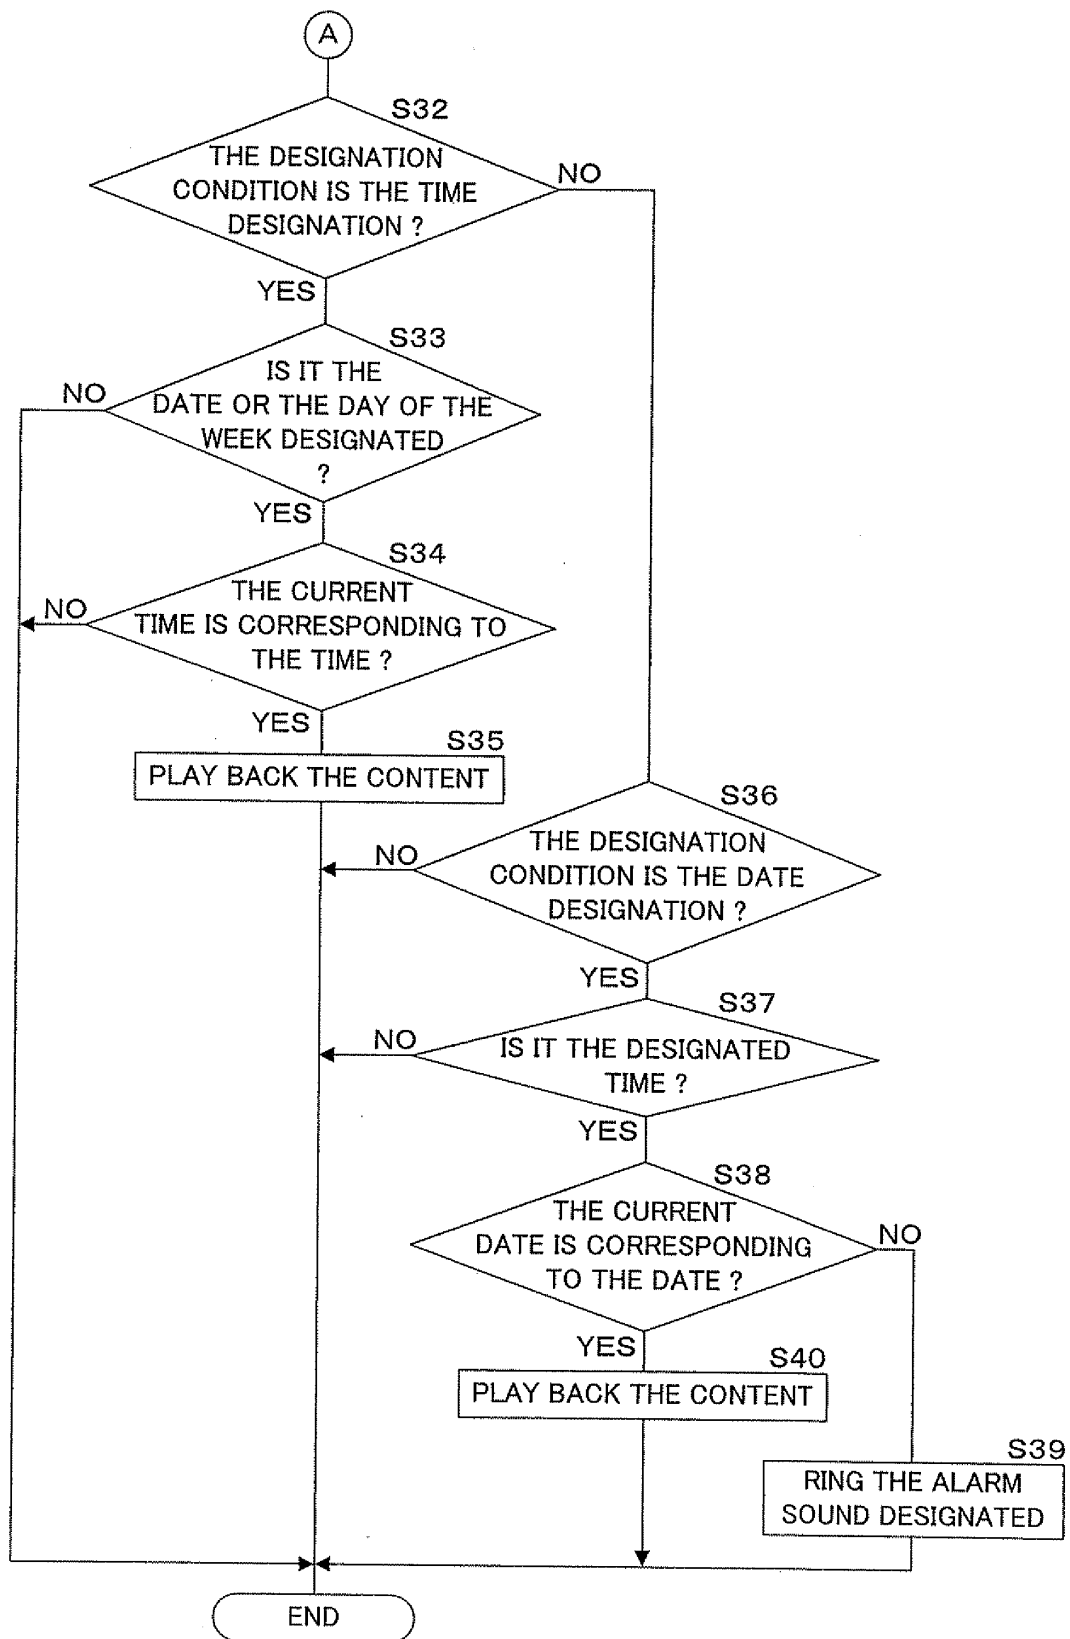 A
S32
THE DESIGNATION
CONDITION IS THE TIME
DESIGNATION ?
NO
YES
S33
IS IT THE
DATE OR THE DAY OF THE
WEEK DESIGNATED
?
NO
YES
S34
THE CURRENT
TIME IS CORRESPONDING TO
THE TIME ?
NO
YES
S35
PLAY BACK THE CONTENT
S36
THE DESIGNATION
CONDITION IS THE DATE
DESIGNATION ?
NO
YES
S37
IS IT THE DESIGNATED
TIME ?
NO
YES
S38
THE CURRENT
DATE IS CORRESPONDING
TO THE DATE ?
NO
YES
S40
PLAY BACK THE CONTENT
S39
RING THE ALARM
SOUND DESIGNATED
END